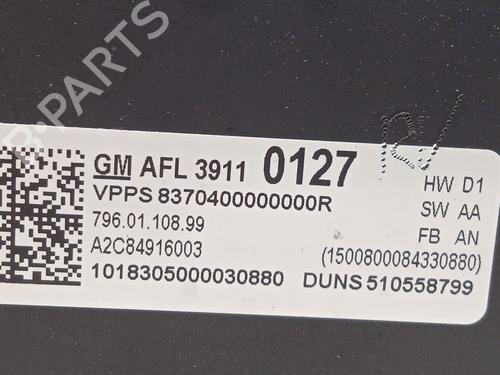 GM AFL 3911 0127
VPPS 8370400000000R
796.01.108.99
A2C84916003
1018305000030880
HW D1
SW AA
FB AN
(1500800084330880)
DUNS 510558799
B-PARTS